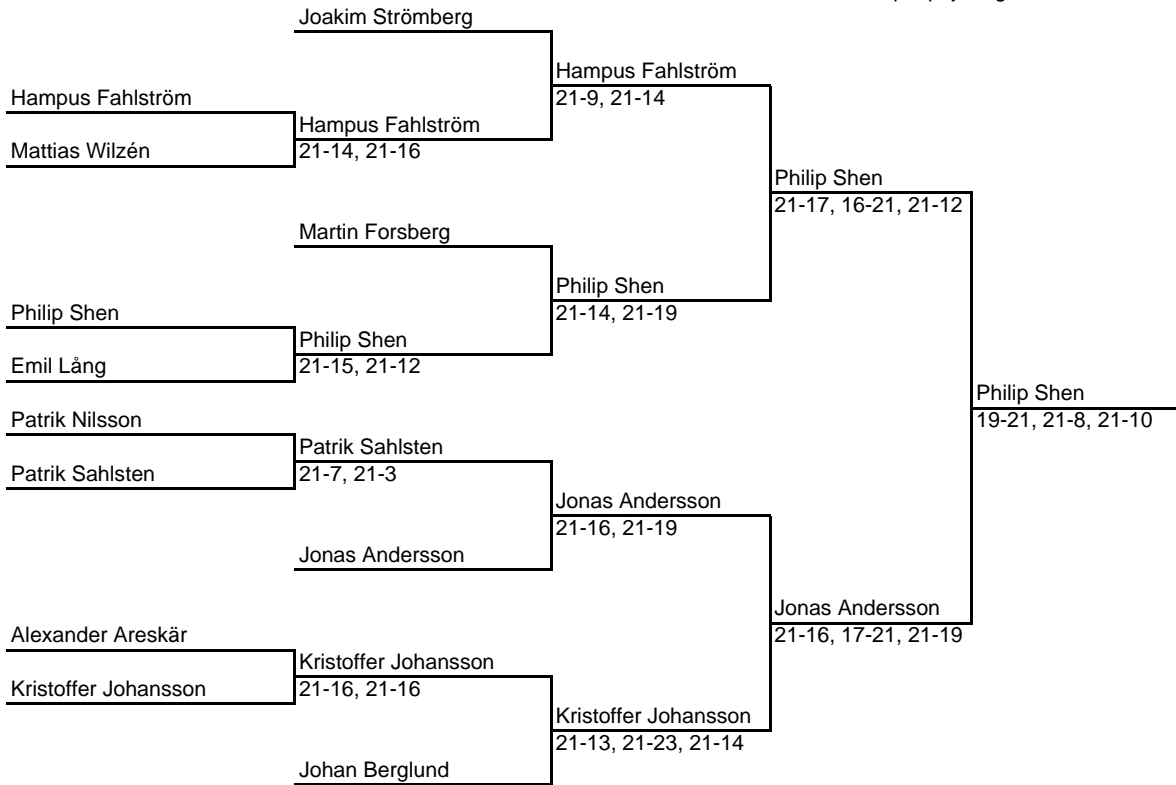 Joakim Strömberg
Hampus Fahlström
21-9, 21-14
Hampus Fahlström
Hampus Fahlström
21-14, 21-16
Mattias Wilzén
Philip Shen
21-17, 16-21, 21-12
Martin Forsberg
Philip Shen
21-14, 21-19
Philip Shen
Philip Shen
21-15, 21-12
Emil Lång
Philip Shen
19-21, 21-8, 21-10
Patrik Nilsson
Patrik Sahlsten
21-7, 21-3
Patrik Sahlsten
Jonas Andersson
21-16, 21-19
Jonas Andersson
Jonas Andersson
21-16, 17-21, 21-19
Alexander Areskär
Kristoffer Johansson
21-16, 21-16
Kristoffer Johansson
Kristoffer Johansson
21-13, 21-23, 21-14
Johan Berglund